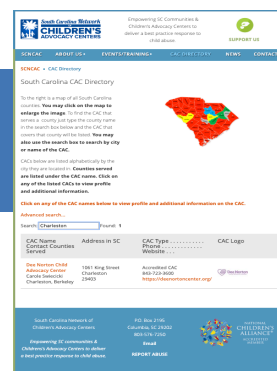 South Carolina Network
CHILDREN'S
ADVOCACY CENTERS
Empowering SC Communities &
Children's Advocacy Centers to
deliver a best practice response to
child abuse.
SUPPORT US
SCNCAC ABOUT US+ EVENTS/TRAINING+ CAC DIRECTORY NEWS CONTACT
SCNCAC » CAC Directory
South Carolina CAC Directory
To the right is a map of all South Carolina
counties. You may click on the map to
enlarge the image. To find the CAC that
serves a county just type the county name
in the search box below and the CAC that
covers that county will be listed. You may
also use the search box to search by city
or name of the CAC.
CACs below are listed alphabetically by the
city they are located in. Counties served
are listed under the CAC name. Click on
any of the listed CACs to view profile
and additional information.
Click on any of the CAC names to view profile and additional information on the CAC.
Advanced search...
Search: Charleston Found: 1
CAC Name Address in SC CAC Type . . . . . . . . . . . CAC Logo
Contact Counties Phone . . . . . . . . . . . . .
Served Website . . .
Dee Norton Child 1061 King Street Accredited CAC
Advocacy Center Charleston 843-723-3600
Carole Swiecicki 29403 https://deenortoncenter.org/
Charleston, Berkeley
South Carolina Network of P.O. Box 2195
Children's Advocacy Centers Columbia, SC 29202
803-576-7250
Empowering SC communities & Email
Children's Advocacy Centers to deliver
a best practice response to child abuse. REPORT ABUSE
NATIONAL
CHILDREN'S
ALLIANCE
ACCREDITED
MEMBER